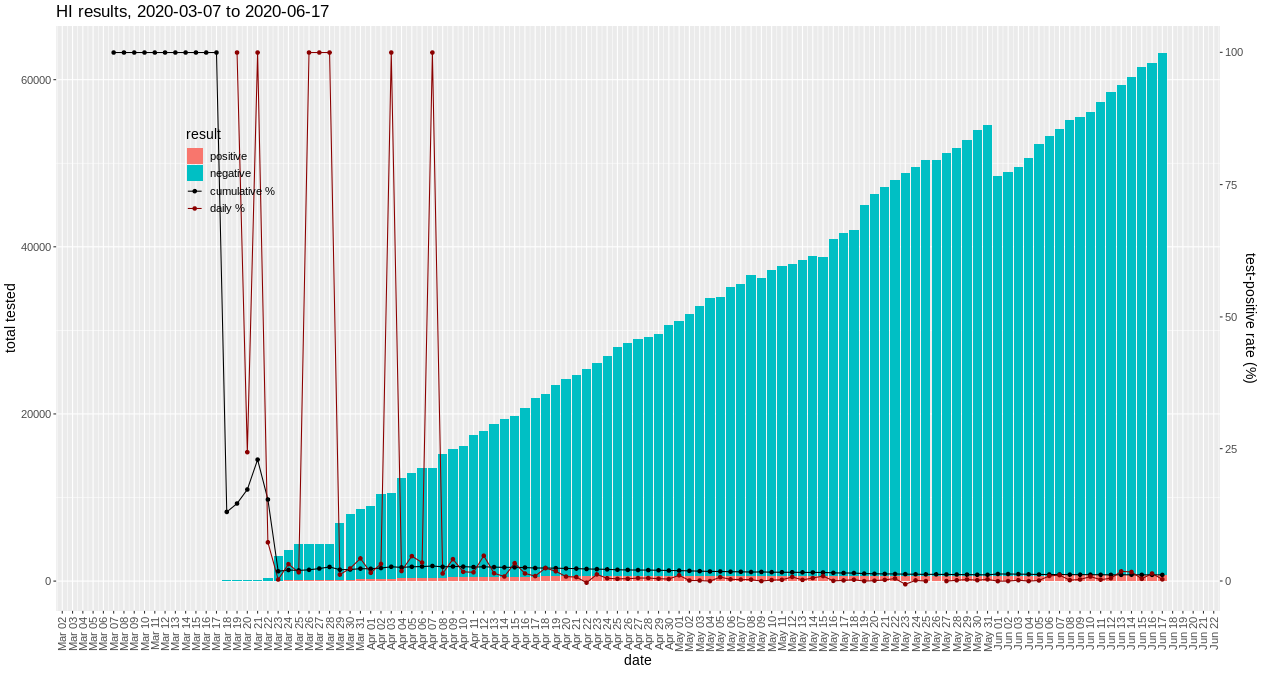 HI results, 2020-03-07 to 2020-06-17
total tested
60000
40000
20000
0
result
positive
negative
cumulative %
daily %
100
75
50
25
0
test-positive rate (%)
Mar 02
Mar 03
Mar 04
Mar 05
Mar 06
Mar 07
Mar 08
Mar 09
Mar 10
Mar 11
Mar 12
Mar 13
Mar 14
Mar 15
Mar 16
Mar 17
Mar 18
Mar 19
Mar 20
Mar 21
Mar 22
Mar 23
Mar 24
Mar 25
Mar 26
Mar 27
Mar 28
Mar 29
Mar 30
Mar 31
Apr 01
Apr 02
Apr 03
Apr 04
Apr 05
Apr 06
Apr 07
Apr 08
Apr 09
Apr 10
Apr 11
Apr 12
Apr 13
Apr 14
Apr 15
Apr 16
Apr 17
Apr 18
Apr 19
Apr 20
Apr 21
Apr 22
Apr 23
Apr 24
Apr 25
Apr 26
Apr 27
Apr 28
Apr 29
Apr 30
May 01
May 02
May 03
May 04
May 05
May 06
May 07
May 08
May 09
May 10
May 11
May 12
May 13
May 14
May 15
May 16
May 17
May 18
May 19
May 20
May 21
May 22
May 23
May 24
May 25
May 26
May 27
May 28
May 29
May 30
May 31
Jun 01
Jun 02
Jun 03
Jun 04
Jun 05
Jun 06
Jun 07
Jun 08
Jun 09
Jun 10
Jun 11
Jun 12
Jun 13
Jun 14
Jun 15
Jun 16
Jun 17
Jun 18
Jun 19
Jun 20
Jun 21
Jun 22
date